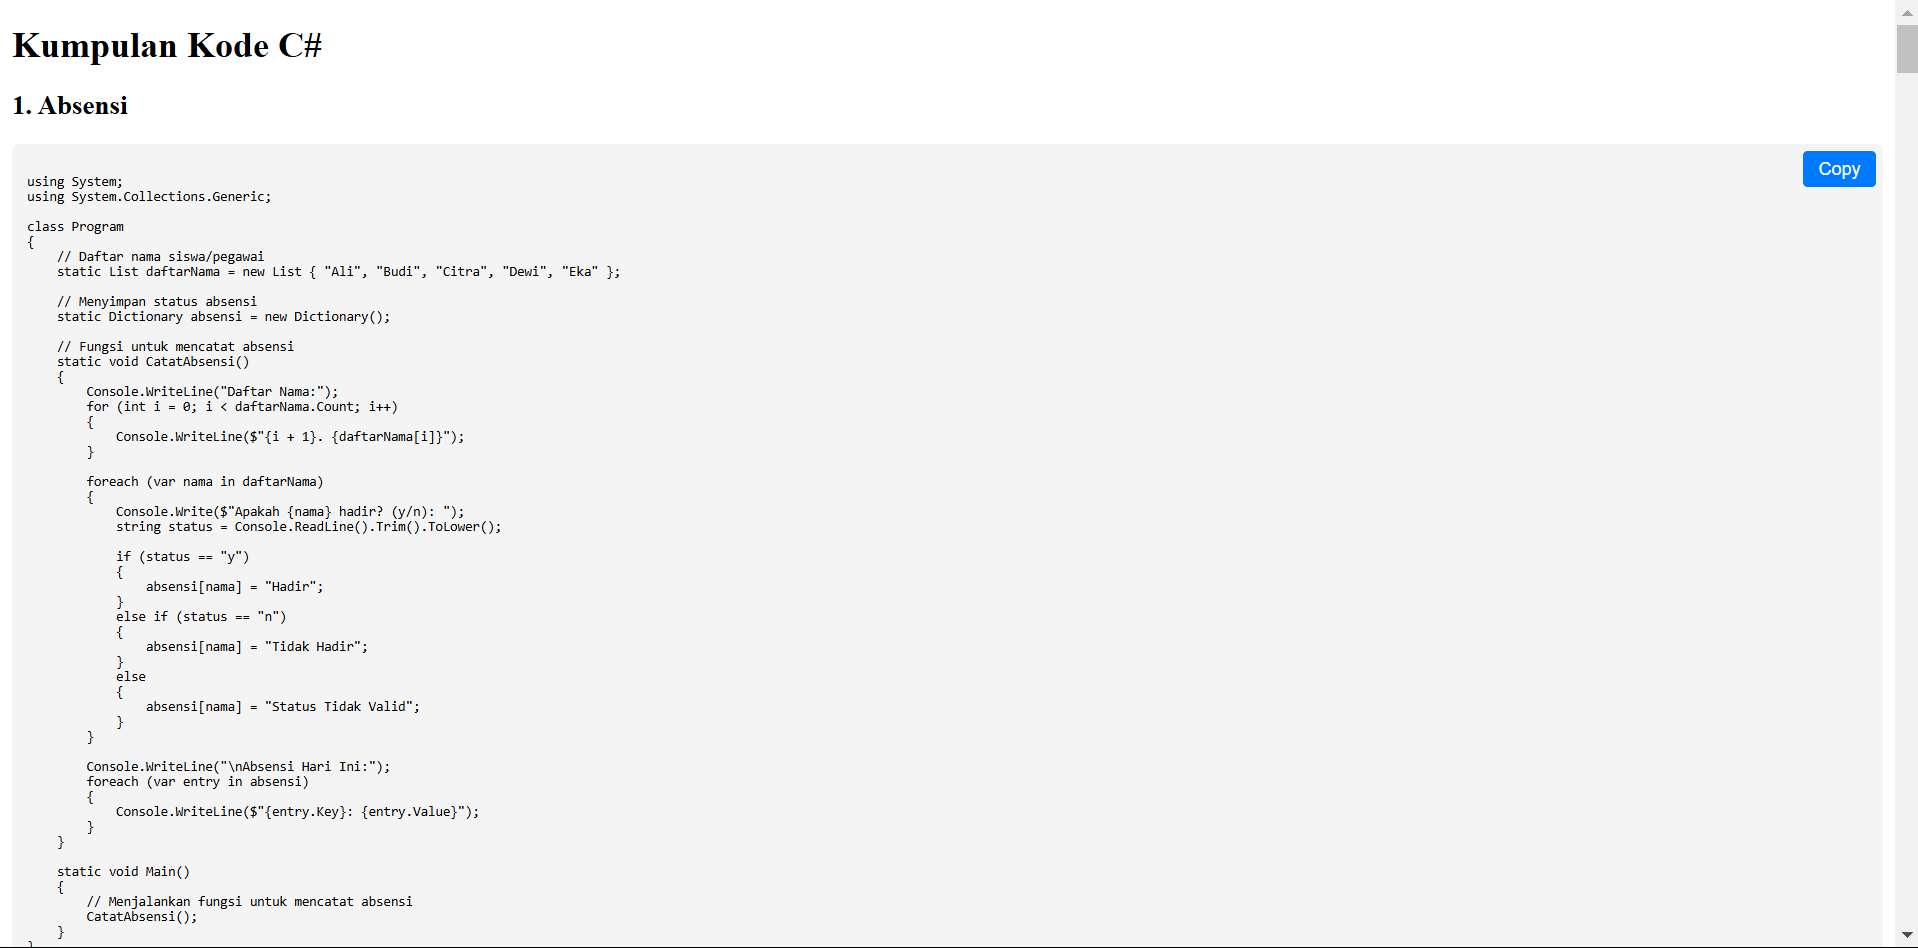 Kumpulan Kode C#
1. Absensi
Copy
using System;
using System.Collections.Generic;
class Program
{
    // Daftar nama siswa/pegawai
    static List daftarNama = new List { "Ali", "Budi", "Citra", "Dewi", "Eka" };
    // Menyimpan status absensi
    static Dictionary absensi = new Dictionary();
    // Fungsi untuk mencatat absensi
    static void CatatAbsensi()
    {
        Console.WriteLine("Daftar Nama:");
        for (int i = 0; i < daftarNama.Count; i++)
        {
            Console.WriteLine($"{i + 1}. {daftarNama[i]}");
        }
        foreach (var nama in daftarNama)
        {
            Console.Write($"Apakah {nama} hadir? (y/n): ");
            string status = Console.ReadLine().Trim().ToLower();
            if (status == "y")
            {
                absensi[nama] = "Hadir";
            }
            else if (status == "n")
            {
                absensi[nama] = "Tidak Hadir";
            }
            else
            {
                absensi[nama] = "Status Tidak Valid";
            }
        }
        Console.WriteLine("\nAbsensi Hari Ini:");
        foreach (var entry in absensi)
        {
            Console.WriteLine($"{entry.Key}: {entry.Value}");
        }
    }
    static void Main()
    {
        // Menjalankan fungsi untuk mencatat absensi
        CatatAbsensi();
    }
}